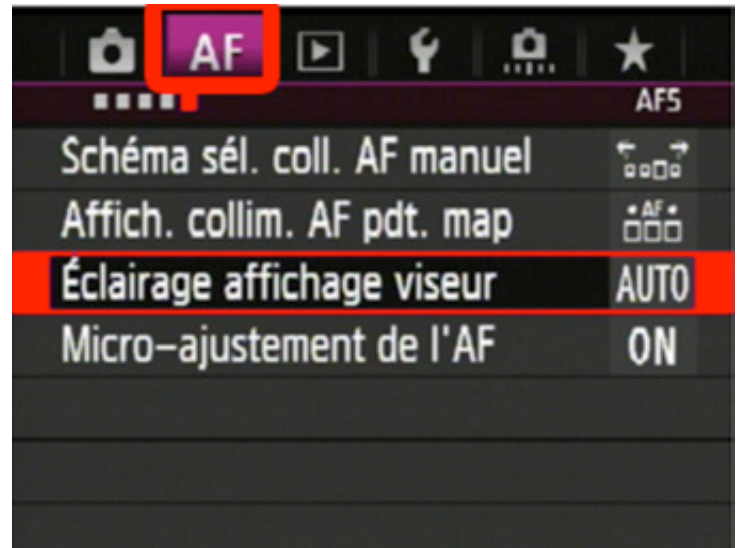 AF
AF5
Schéma sél. coll. AF manuel
Affich. collim. AF pdt. map
AF
Éclairage affichage viseur AUTO
Micro-ajustement de l'AF ON